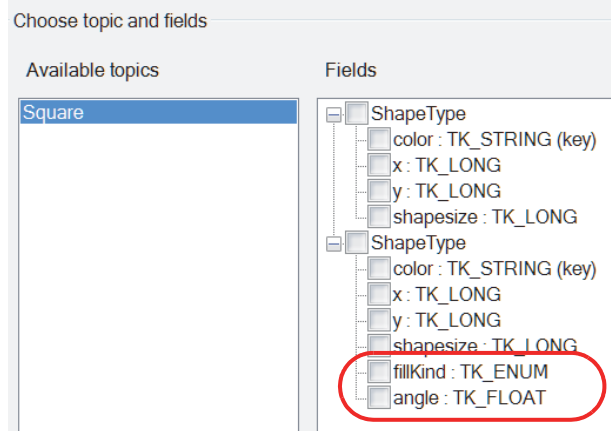 Choose topic and fields
Available topics
Fields
Square
ShapeType
color : TK_STRING (key)
x : TK_LONG
y : TK_LONG
shapesize : TK_LONG
ShapeType
color : TK_STRING (key)
x : TK_LONG
y : TK_LONG
shapesize : TK_LONG
fillKind : TK_ENUM
angle : TK_FLOAT